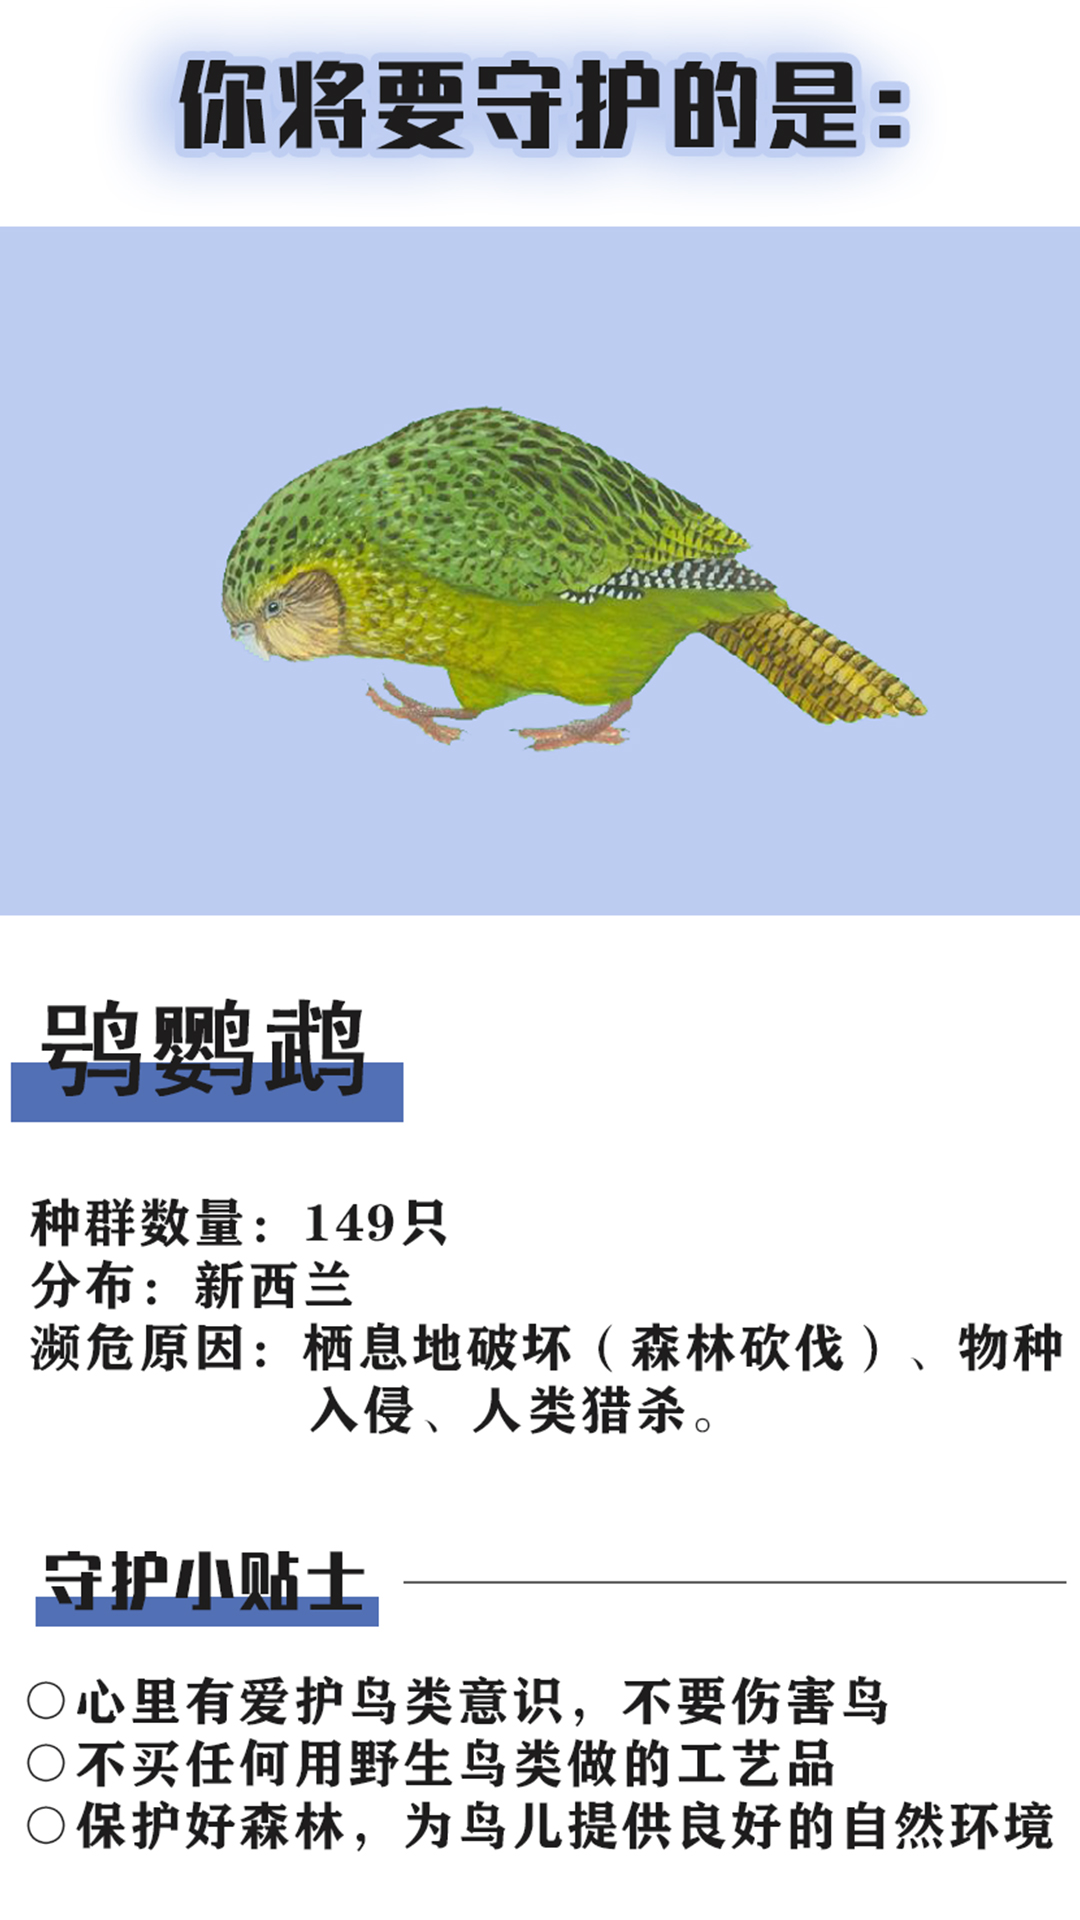 你将要守护的是：
鸮鹦鹉
种群数量：149只
分布：新西兰
濒危原因：栖息地破坏（森林砍伐）、物种
入侵、人类猎杀。
守护小贴士
○心里有爱护鸟类意识，不要伤害鸟
○不买任何用野生鸟类做的工艺品
○保护好森林，为鸟儿提供良好的自然环境